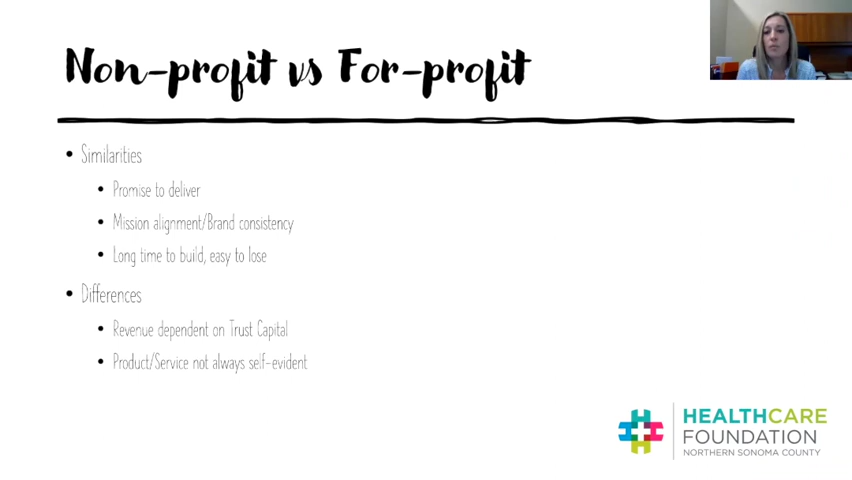 Non-profit vs For-profit
• Similarities
• Promise to deliver
• Mission alignment/Brand consistency
• Long time to build, easy to lose
• Differences
• Revenue dependent on Trust Capital
• Product/Service not always self-evident
HEALTHCARE
FOUNDATION
NORTHERN SONOMA COUNTY